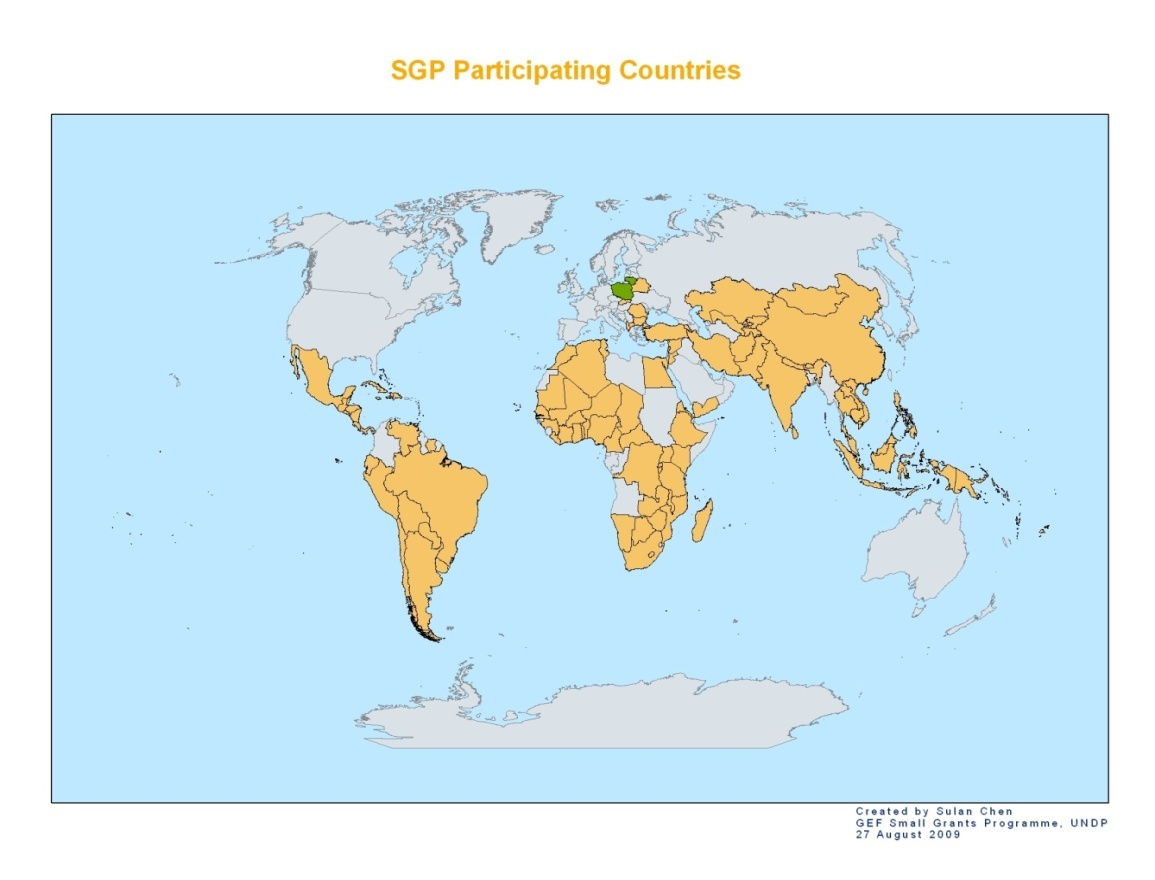 SGP Participating Countries
Created by Sulan Chen
GEF Small Grants Programme, UNDP
27 August 2009